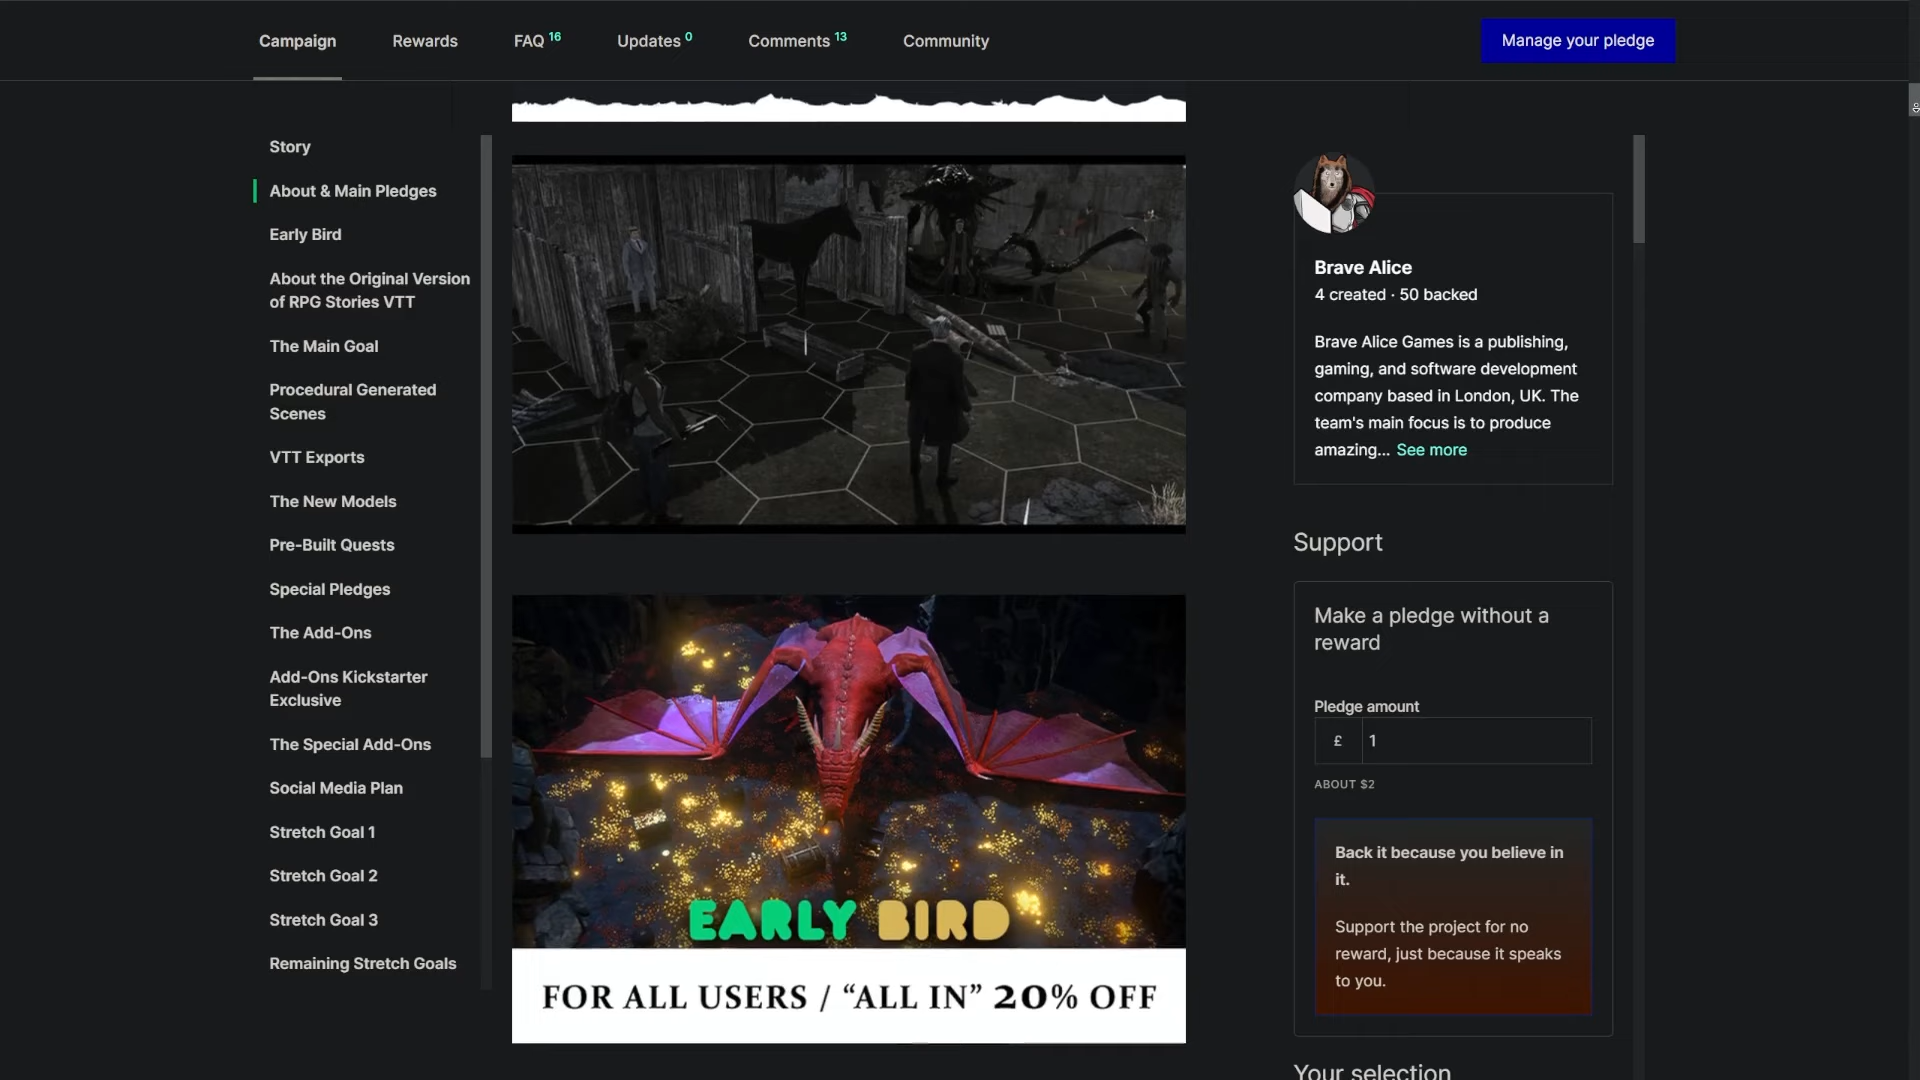 Campaign
Rewards
FAQ 16
Updates 0
Comments 13
Community
Manage your pledge
Story
About & Main Pledges
Early Bird
About the Original Version
of RPG Stories VTT
The Main Goal
Procedural Generated
Scenes
VTT Exports
The New Models
Pre-Built Quests
Special Pledges
The Add-Ons
Add-Ons Kickstarter
Exclusive
The Special Add-Ons
Social Media Plan
Stretch Goal 1
Stretch Goal 2
Stretch Goal 3
Remaining Stretch Goals
EARLY BIRD
FOR ALL USERS / “ALL IN” 20% OFF
Brave Alice
4 created · 50 backed
Brave Alice Games is a publishing,
gaming, and software development
company based in London, UK. The
team's main focus is to produce
amazing... See more
Support
Make a pledge without a
reward
Pledge amount
£ 1
ABOUT $2
Back it because you believe in
it.
Support the project for no
reward, just because it speaks
to you.
Your selection